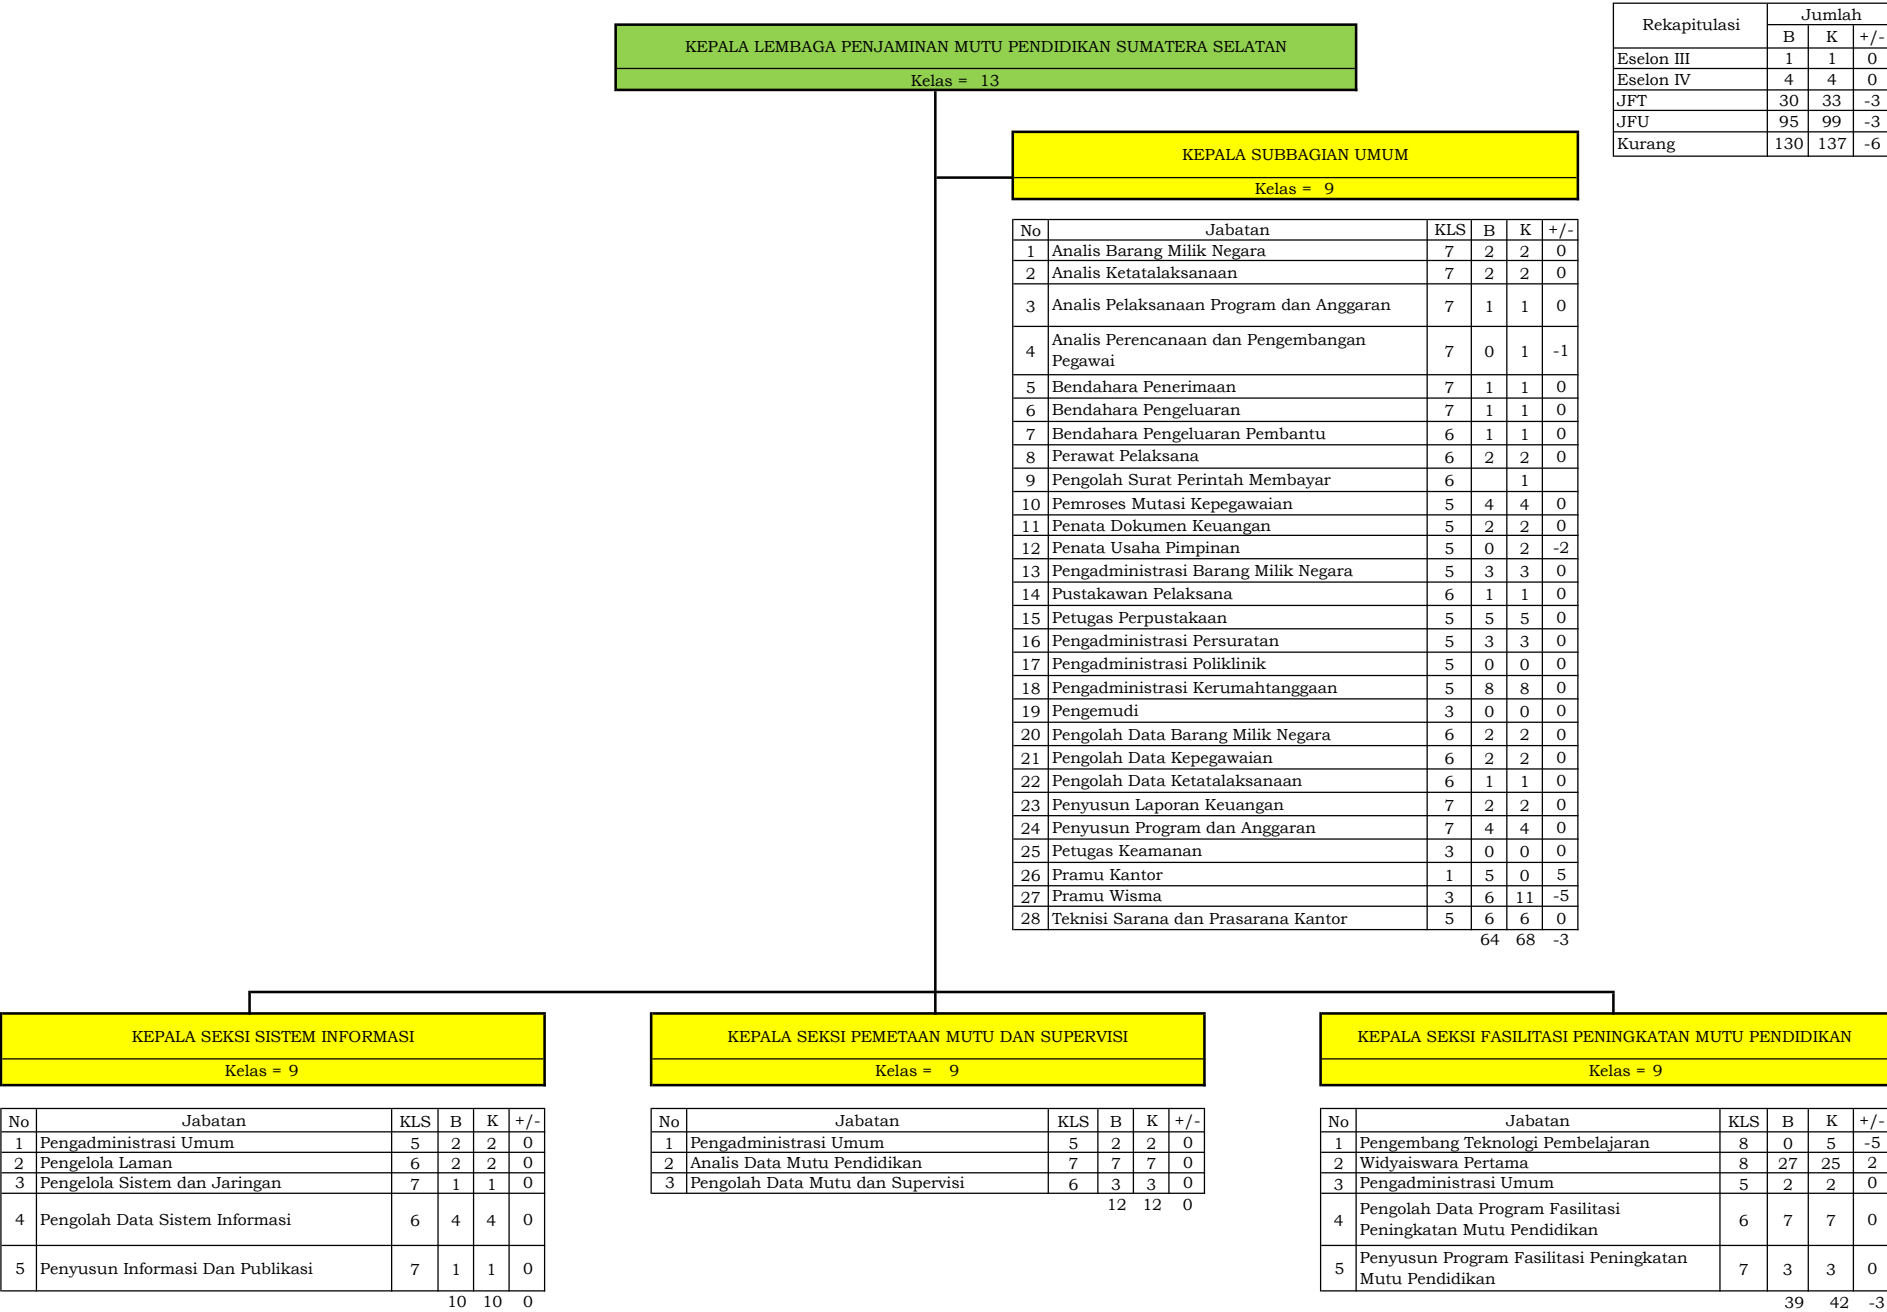 KEPALA LEMBAGA PENJAMINAN MUTU PENDIDIKAN SUMATERA SELATAN
Kelas = 13
Rekapitulasi Jumlah
B K +/-
Eselon III 1 1 0
Eselon IV 4 4 0
JFT 30 33 -3
JFU 95 99 -3
Kurang 130 137 -6
KEPALA SUBBAGIAN UMUM
Kelas = 9
No Jabatan KLS B K +/-
1 Analis Barang Milik Negara 7 2 2 0
2 Analis Ketatalaksanaan 7 2 2 0
3 Analis Pelaksanaan Program dan Anggaran 7 1 1 0
4 Analis Perencanaan dan Pengembangan
Pegawai 7 0 1 -1
5 Bendahara Penerimaan 7 1 1 0
6 Bendahara Pengeluaran 7 1 1 0
7 Bendahara Pengeluaran Pembantu 6 1 1 0
8 Perawat Pelaksana 6 2 2 0
9 Pengolah Surat Perintah Membayar 6 1
10 Pemroses Mutasi Kepegawaian 5 4 4 0
11 Penata Dokumen Keuangan 5 2 2 0
12 Penata Usaha Pimpinan 5 0 2 -2
13 Pengadministrasi Barang Milik Negara 5 3 3 0
14 Pustakawan Pelaksana 6 1 1 0
15 Petugas Perpustakaan 5 5 5 0
16 Pengadministrasi Persuratan 5 3 3 0
17 Pengadministrasi Poliklinik 5 0 0 0
18 Pengadministrasi Kerumahtanggaan 5 8 8 0
19 Pengemudi 3 0 0 0
20 Pengolah Data Barang Milik Negara 6 2 2 0
21 Pengolah Data Kepegawaian 6 2 2 0
22 Pengolah Data Ketatalaksanaan 6 1 1 0
23 Penyusun Laporan Keuangan 7 2 2 0
24 Penyusun Program dan Anggaran 7 4 4 0
25 Petugas Keamanan 3 0 0 0
26 Pramu Kantor 1 5 0 5
27 Pramu Wisma 3 6 11 -5
28 Teknisi Sarana dan Prasarana Kantor 5 6 6 0
64 68 -3
KEPALA SEKSI SISTEM INFORMASI
Kelas = 9
No Jabatan KLS B K +/-
1 Pengadministrasi Umum 5 2 2 0
2 Pengelola Laman 6 2 2 0
3 Pengelola Sistem dan Jaringan 7 1 1 0
4 Pengolah Data Sistem Informasi 6 4 4 0
5 Penyusun Informasi Dan Publikasi 7 1 1 0
10 10 0
KEPALA SEKSI PEMETAAN MUTU DAN SUPERVISI
Kelas = 9
No Jabatan KLS B K +/-
1 Pengadministrasi Umum 5 2 2 0
2 Analis Data Mutu Pendidikan 7 7 7 0
3 Pengolah Data Mutu dan Supervisi 6 3 3 0
12 12 0
KEPALA SEKSI FASILITASI PENINGKATAN MUTU PENDIDIKAN
Kelas = 9
No Jabatan KLS B K +/-
1 Pengembang Teknologi Pembelajaran 8 0 5 -5
2 Widyaiswara Pertama 8 27 25 2
3 Pengadministrasi Umum 5 2 2 0
4 Pengolah Data Program Fasilitasi
Peningkatan Mutu Pendidikan 6 7 7 0
5 Penyusun Program Fasilitasi Peningkatan
Mutu Pendidikan 7 3 3 0
39 42 -3